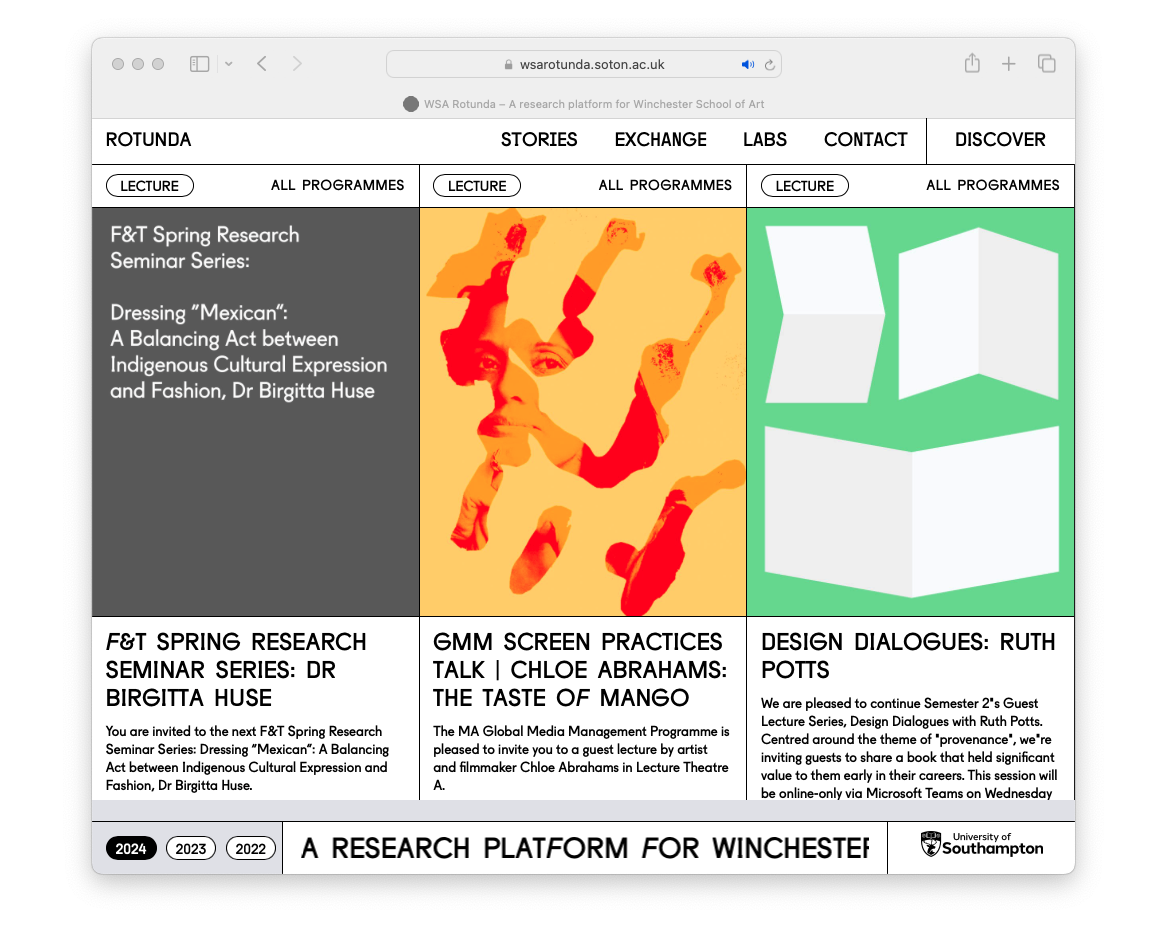 wsarotunda.soton.ac.uk
WSA Rotunda – A research platform for Winchester School of Art
ROTUNDA
STORIES
EXCHANGE
LABS
CONTACT
DISCOVER
LECTURE
ALL PROGRAMMES
LECTURE
ALL PROGRAMMES
LECTURE
ALL PROGRAMMES
F&T Spring Research
Seminar Series:
Dressing “Mexican”:
A Balancing Act between
Indigenous Cultural Expression
and Fashion, Dr Birgitta Huse
F&T SPRING RESEARCH
SEMINAR SERIES: DR
BIRGITTA HUSE
You are invited to the next F&T Spring Research
Seminar Series: Dressing “Mexican”: A Balancing
Act between Indigenous Cultural Expression and
Fashion, Dr Birgitta Huse.
GMM SCREEN PRACTICES
TALK | CHLOE ABRAHAMS:
THE TASTE OF MANGO
The MA Global Media Management Programme is
pleased to invite you to a guest lecture by artist
and filmmaker Chloe Abrahams in Lecture Theatre
A.
DESIGN DIALOGUES: RUTH
POTTS
We are pleased to continue Semester 2"s Guest
Lecture Series, Design Dialogues with Ruth Potts.
Centred around the theme of "provenance", we"re
inviting guests to share a book that held significant
value to them early in their careers. This session will
be online-only via Microsoft Teams on Wednesday
2024
2023
2022
A RESEARCH PLATFORM FOR WINCHESTER
University of
Southampton